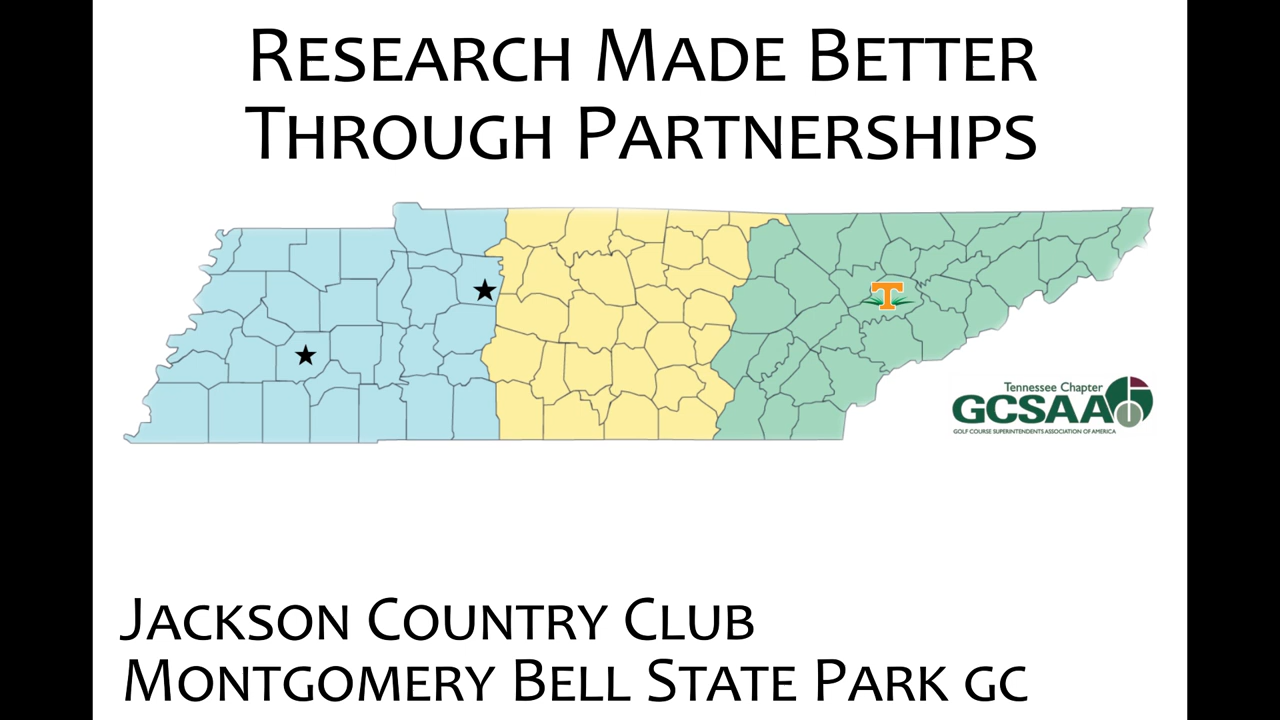 Research Made Better
Through Partnerships
T
Tennessee Chapter
GCSAA
GOLF COURSE SUPERINTENDENTS ASSOCIATION OF AMERICA
Jackson Country Club
Montgomery Bell State Park GC